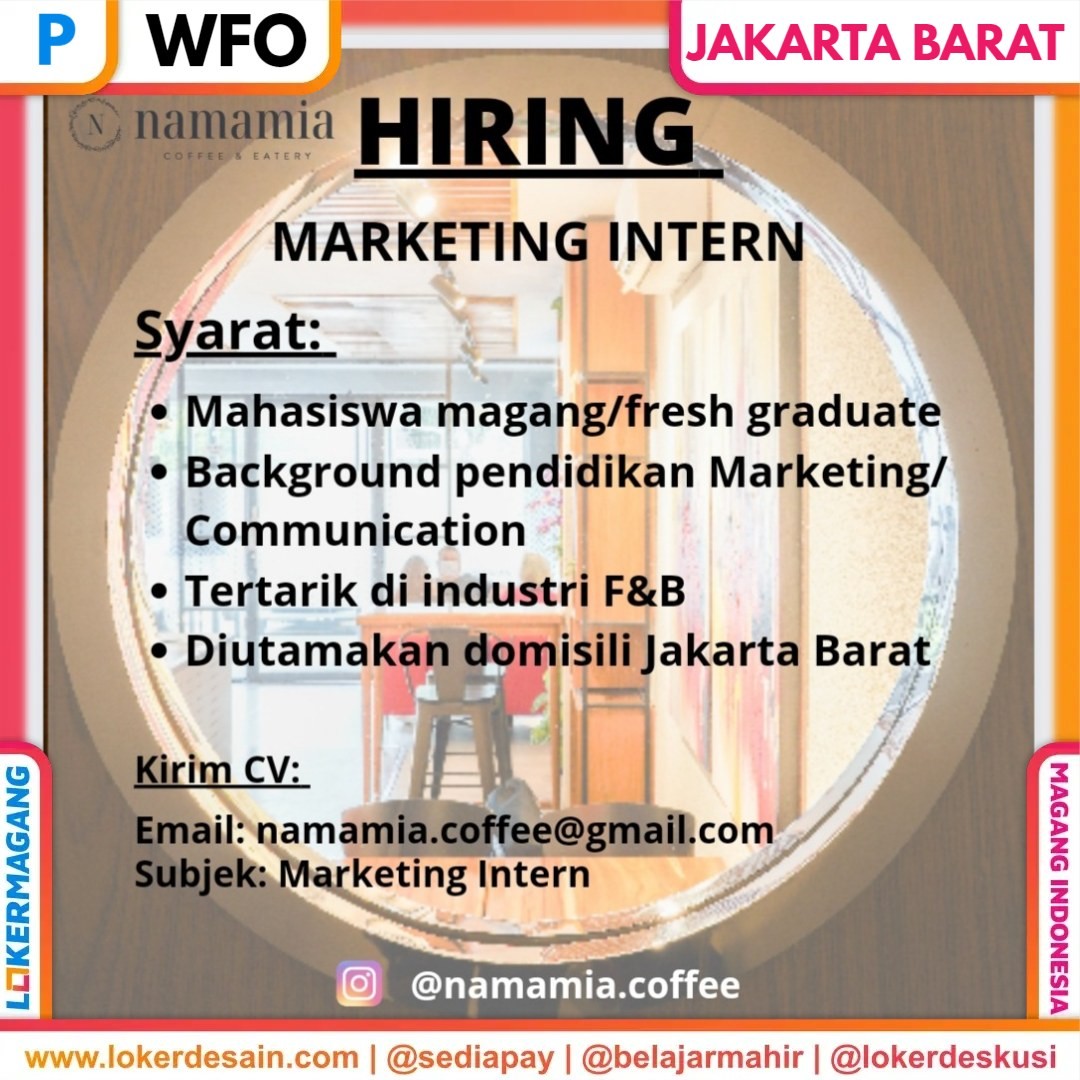 P
WFO
JAKARTA BARAT
N
namamia
COFFEE & EATERY
HIRING
MARKETING INTERN
Syarat:
• Mahasiswa magang/fresh graduate
• Background pendidikan Marketing/
Communication
• Tertarik di industri F&B
• Diutamakan domisili Jakarta Barat
Kirim CV:
Email: namamia.coffee@gmail.com
Subjek: Marketing Intern
@namamia.coffee
LOKERMAGANG
MAGANG INDONESIA
www.lokerdesain.com | @sediapay | @belajarmahir | @lokerdeskusi